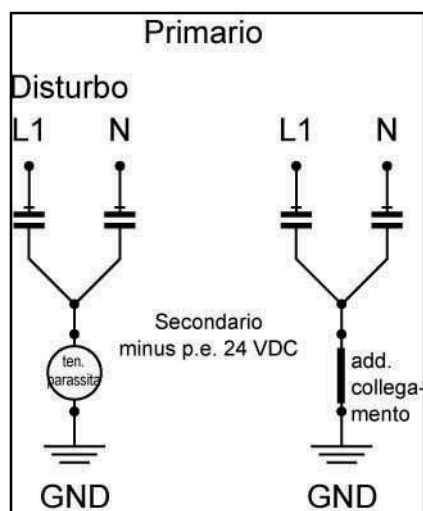 Primario
Disturbo
L1 N L1 N
Secondario
minus p.e. 24 VDC
ten.
parassita
add.
collega-
mento
GND GND